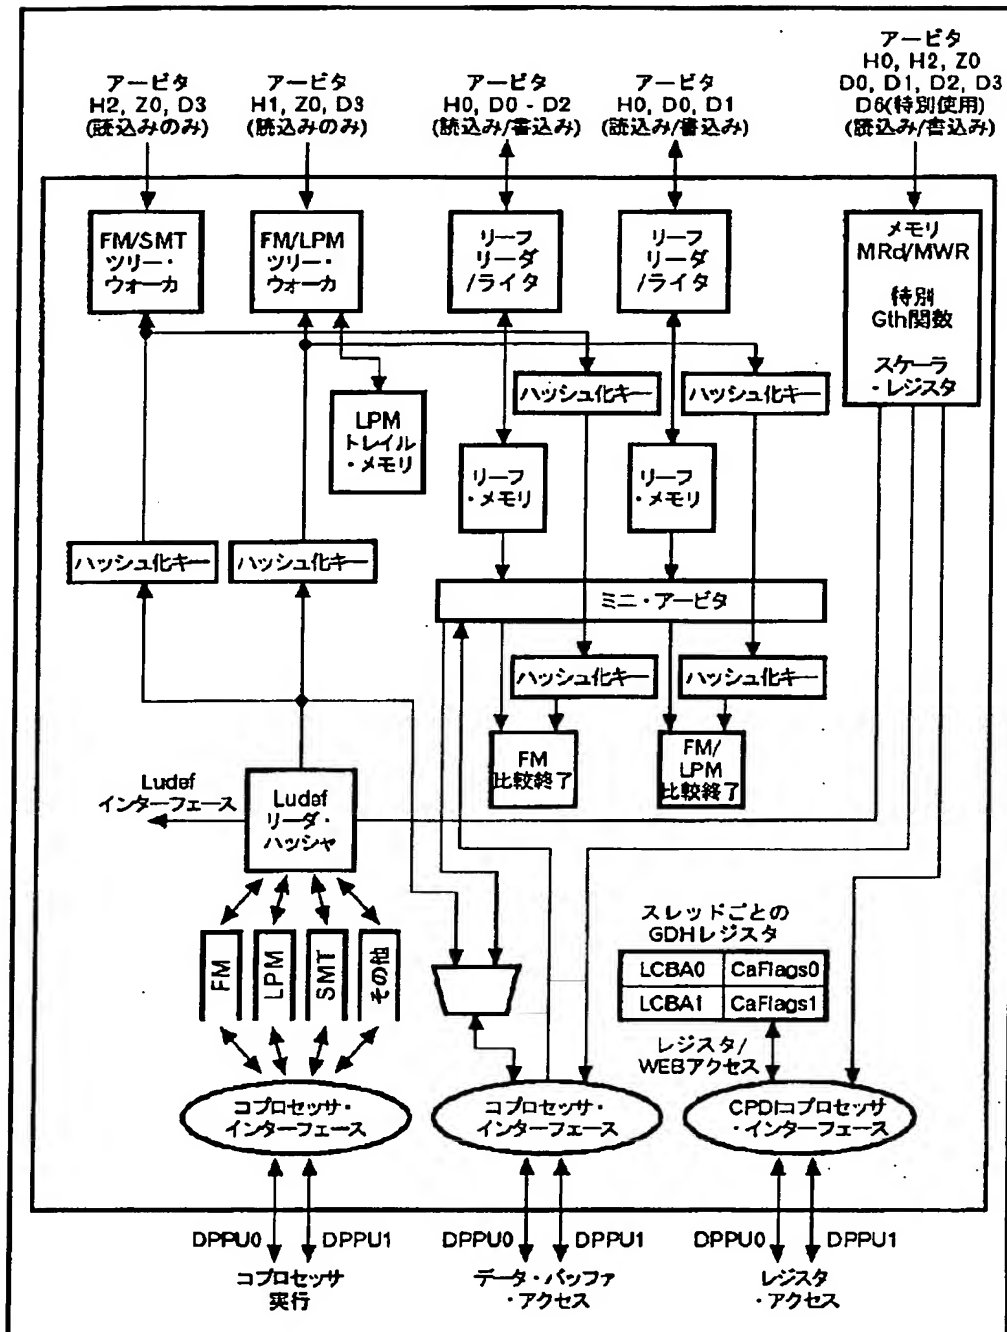 アービタ
H2, Z0, D3
(読込みのみ)
アービタ
H1, Z0, D3
(読込みのみ)
アービタ
H0, D0 - D2
(読込み/書込み)
アービタ
H0, D0, D1
(読込み/書込み)
アービタ
H0, H2, Z0
D0, D1, D2, D3
D6(特別使用)
(読込み/書込み)
FM/SMT
ツリー・
ウォーカ
FM/LPM
ツリー・
ウォーカ
リーフ
リーダ
/ライタ
リーフ
リーダ
/ライタ
メモリ
MRd/MWR
特別
Gth関数
スケーラ
・レジスタ
ハッシュ化キー
ハッシュ化キー
LPM
トレイル
・メモリ
リーフ
・メモリ
リーフ
・メモリ
ハッシュ化キー
ハッシュ化キー
ミニ・アービタ
ハッシュ化キー
ハッシュ化キー
FM
比較終了
FM/
LPM
比較終了
Ludef
インターフェース
Ludef
リーダ・
ハッシャ
FM
LPM
SMT
その他
スレッドごとの
GDHレジスタ
LCBA0
CaFlags0
LCBA1
CaFlags1
レジスタ/
WEBアクセス
コプロセッサ・
インターフェース
コプロセッサ・
インターフェース
CPDIコプロセッサ
・インターフェース
DPPU0
DPPU1
DPPU0
DPPU1
DPPU0
DPPU1
コプロセッサ
実行
データ・バッファ
・アクセス
レジスタ
・アクセス